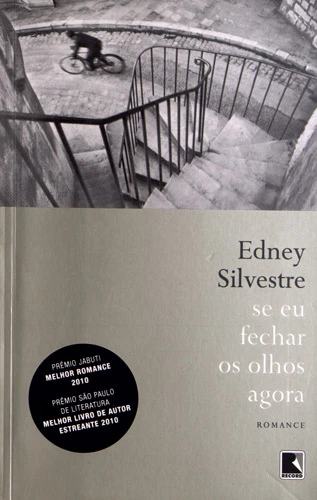 Edney
Silvestre
se eu
fechar
os olhos
agora
ROMANCE
PRÊMIO JABUTI
MELHOR ROMANCE
2010
PRÊMIO SÃO PAULO
DE LITERATURA
MELHOR LIVRO DE AUTOR
ESTREANTE 2010
RECORD